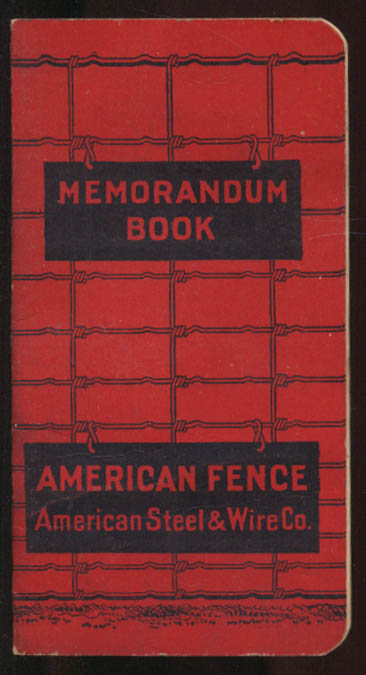 MEMORANDUM
BOOK
AMERICAN FENCE
American Steel & Wire Co.